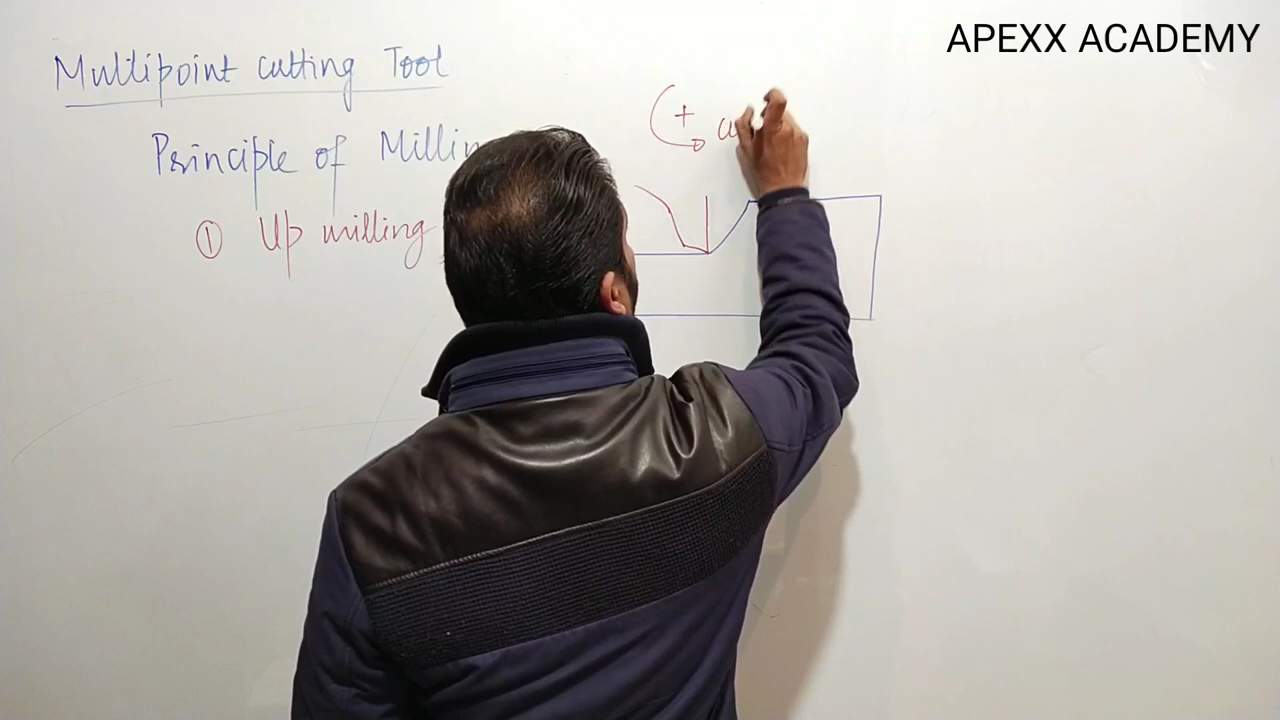 APEXX ACADEMY
Multipoint cutting Tool
Principle of Millin
① Up milling
+